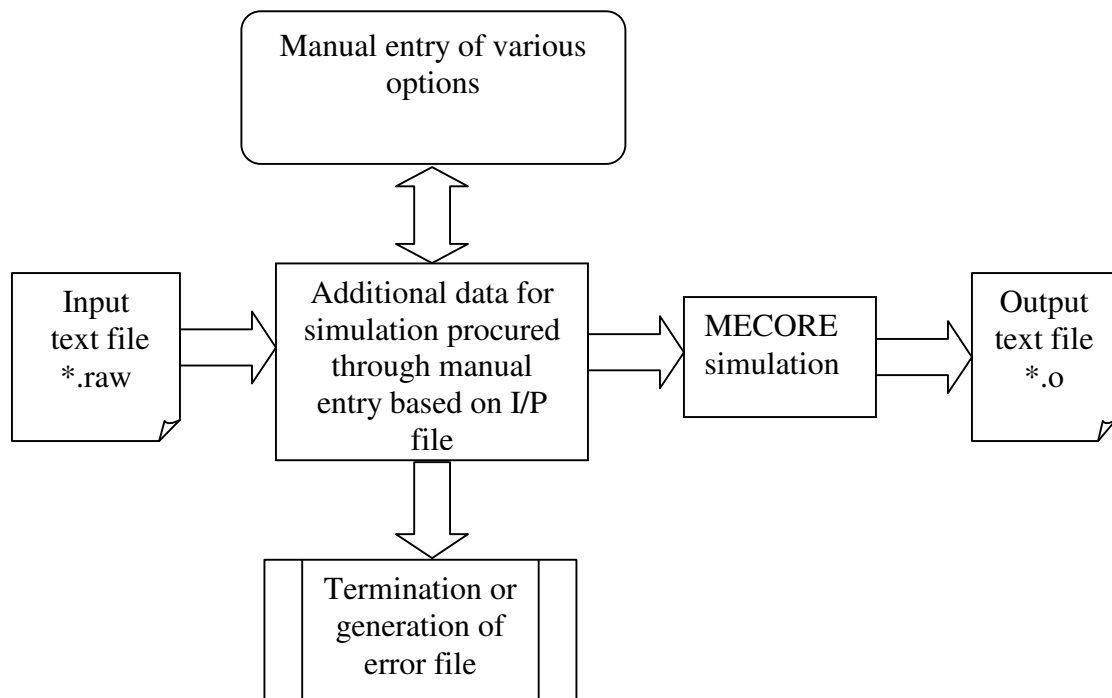 Manual entry of various
options
Input
text file
*.raw
Additional data for
simulation procured
through manual
entry based on I/P
file
MECORE
simulation
Output
text file
*.o
Termination or
generation of
error file